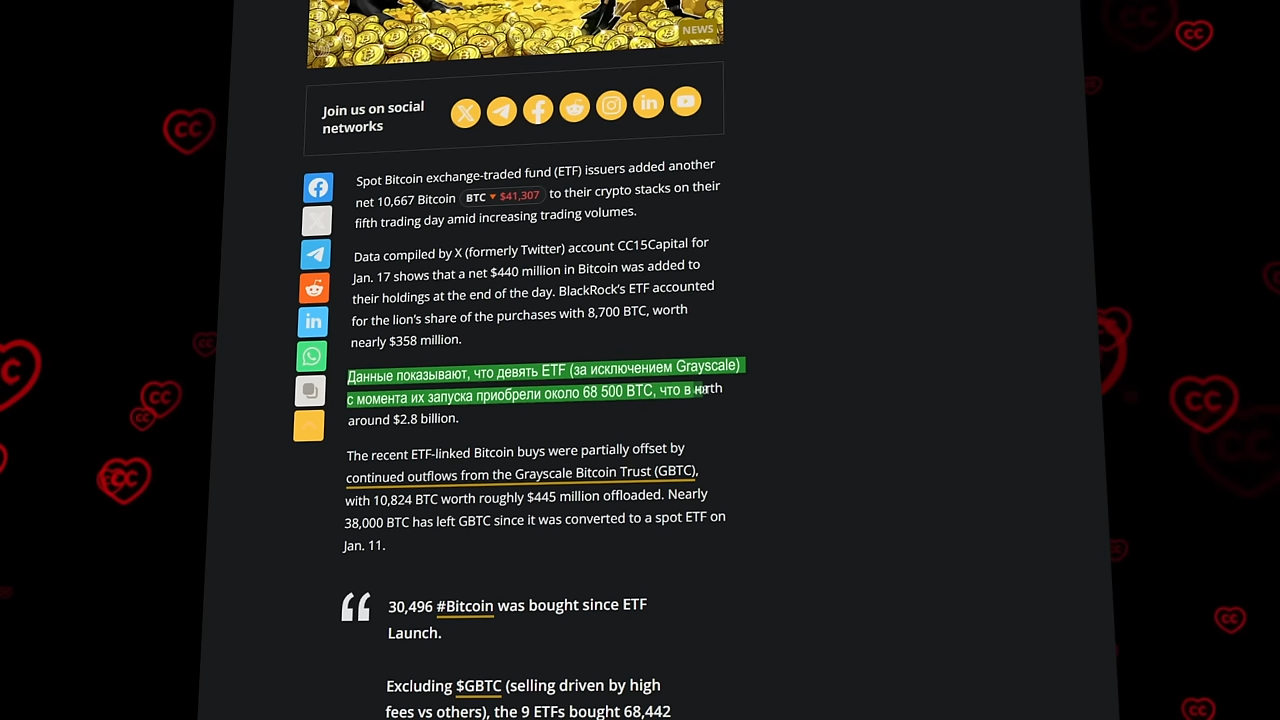 NEWS
Join us on social
networks
Spot Bitcoin exchange-traded fund (ETF) issuers added another
net 10,667 Bitcoin BTC ▼ $41,307 to their crypto stacks on their
fifth trading day amid increasing trading volumes.
Data compiled by X (formerly Twitter) account CC15Capital for
Jan. 17 shows that a net $440 million in Bitcoin was added to
their holdings at the end of the day. BlackRock’s ETF accounted
for the lion’s share of the purchases with 8,700 BTC, worth
nearly $358 million.
Данные показывают, что девять ETF (за исключением Grayscale)
с момента их запуска приобрели около 68 500 BTC, что в
around $2.8 billion.
The recent ETF-linked Bitcoin buys were partially offset by
continued outflows from the Grayscale Bitcoin Trust (GBTC),
with 10,824 BTC worth roughly $445 million offloaded. Nearly
38,000 BTC has left GBTC since it was converted to a spot ETF on
Jan. 11.
30,496 #Bitcoin was bought since ETF
Launch.
Excluding $GBTC (selling driven by high
fees vs others), the 9 ETFs bought 68,442